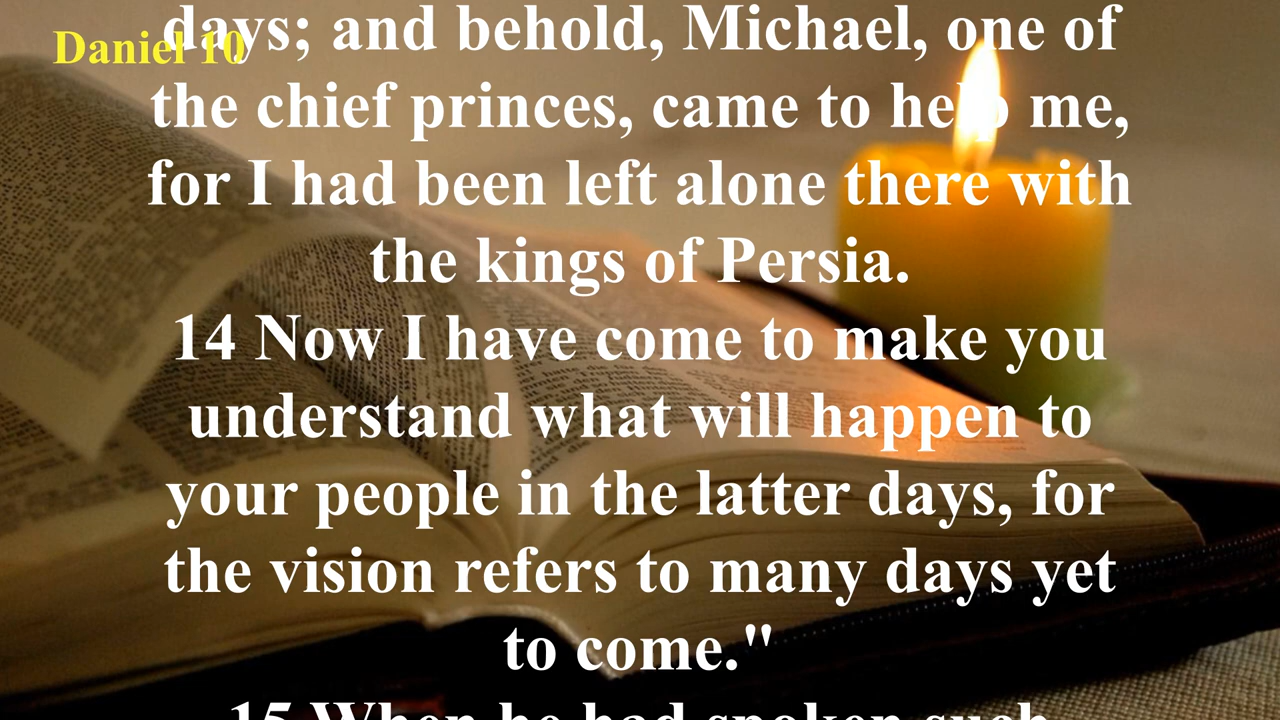 Daniel 10
days; and behold, Michael, one of
the chief princes, came to help me,
for I had been left alone there with
the kings of Persia.
14 Now I have come to make you
understand what will happen to
your people in the latter days, for
the vision refers to many days yet
to come."
15 When he had spoken such